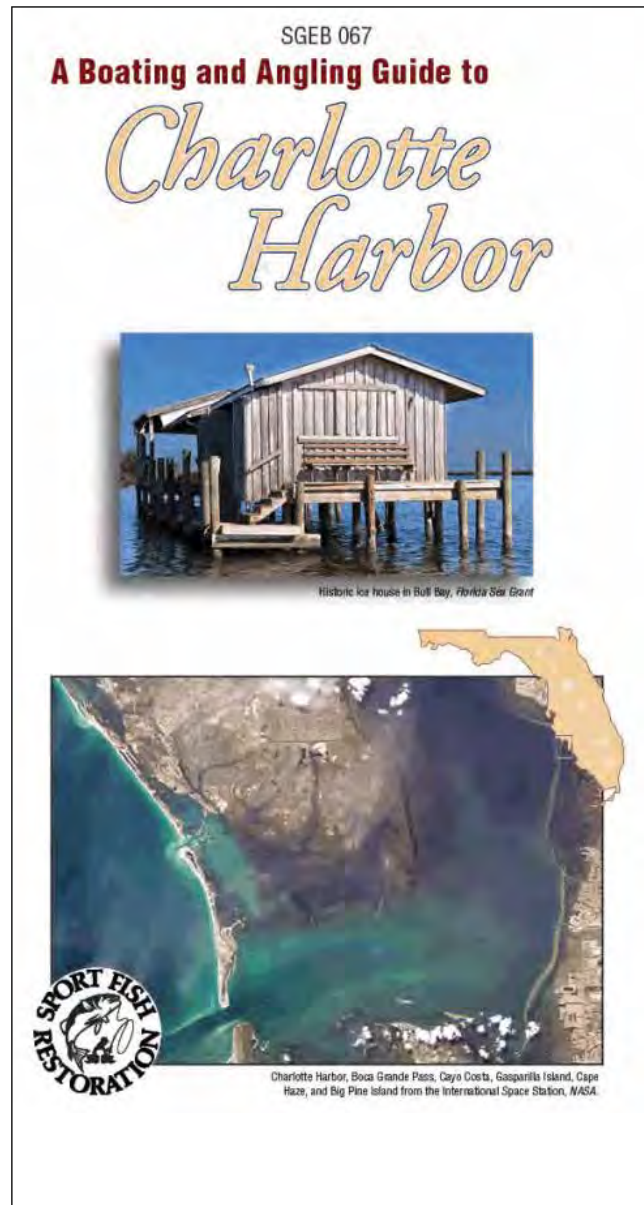 SGEB 067
A Boating and Angling Guide to
Charlotte
Harbor
Historic ice house in Bull Bay, Florida Sea Grant
SPORT FISH
RESTORATION
Charlotte Harbor, Boca Grande Pass, Cayo Costa, Gasparilla Island, Cape
Haze, and Big Pine Island from the International Space Station, NASA.